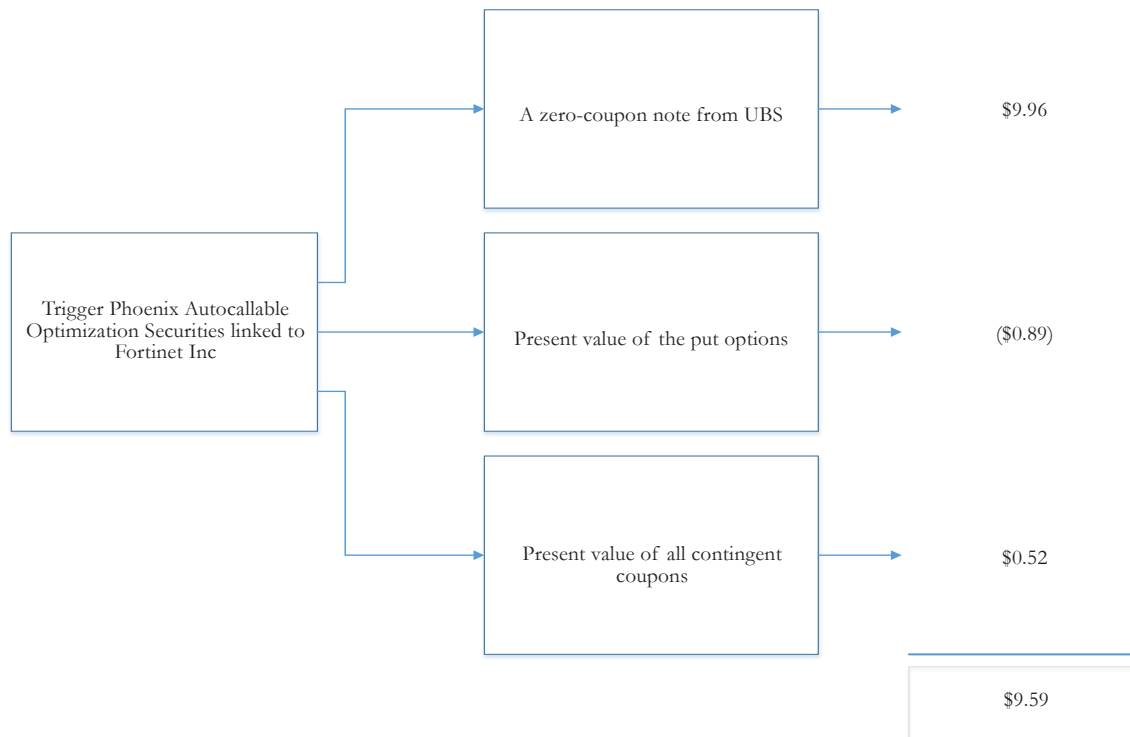 A zero-coupon note from UBS
$9.96
Trigger Phoenix Autocallable
Optimization Securities linked to
Fortinet Inc
Present value of the put options
($0.89)
Present value of all contingent
coupons
$0.52
$9.59